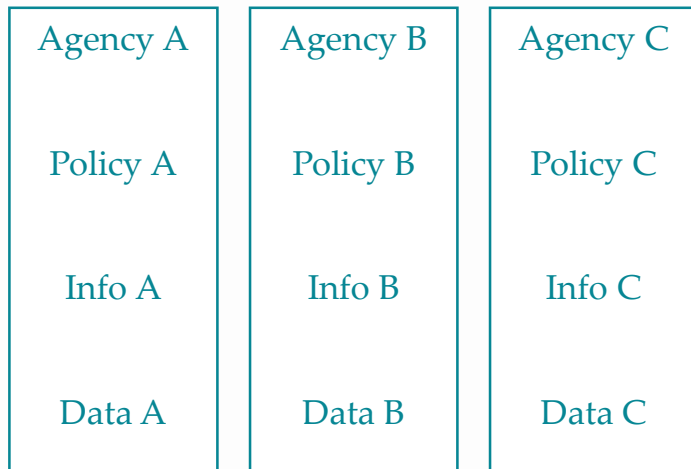 Agency A
Policy A
Info A
Data A
Agency B
Policy B
Info B
Data B
Agency C
Policy C
Info C
Data C